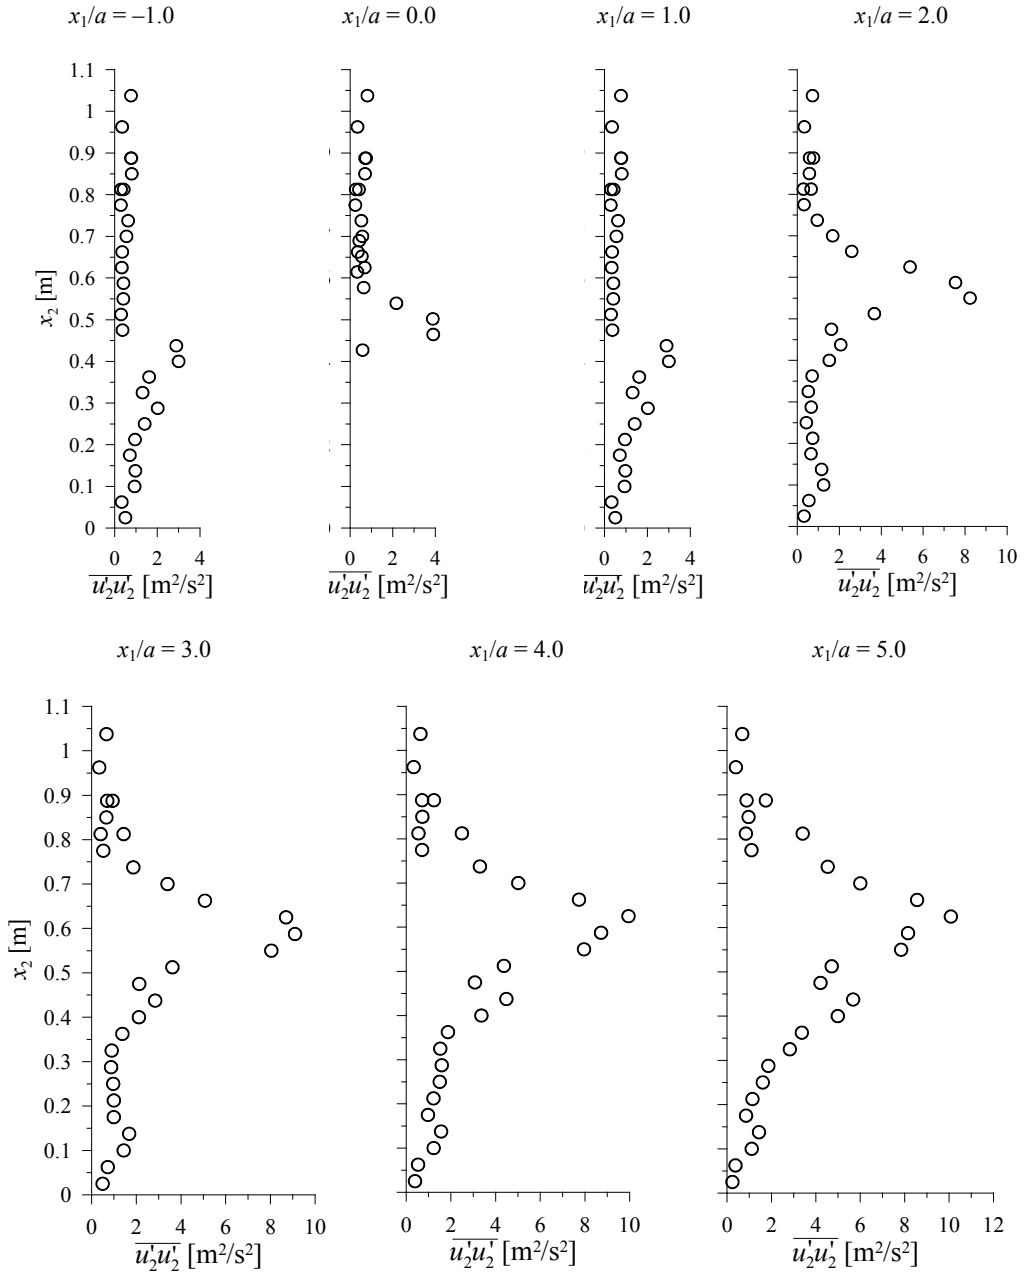 x₁/a = –1.0
x₁/a = 0.0
x₁/a = 1.0
x₁/a = 2.0
1.1
1
0.9
0.8
0.7
0.6
0.5
0.4
0.3
0.2
0.1
0
x₂ [m]
0 2 4
u'₂u'₂ [m²/s²]
0 2 4
u'₂u'₂ [m²/s²]
0 2 4
u'₂u'₂ [m²/s²]
0 2 4 6 8 10
u'₂u'₂ [m²/s²]
x₁/a = 3.0
x₁/a = 4.0
x₁/a = 5.0
1.1
1
0.9
0.8
0.7
0.6
0.5
0.4
0.3
0.2
0.1
0
x₂ [m]
0 2 4 6 8 10
u'₂u'₂ [m²/s²]
0 2 4 6 8 10
u'₂u'₂ [m²/s²]
0 2 4 6 8 10 12
u'₂u'₂ [m²/s²]